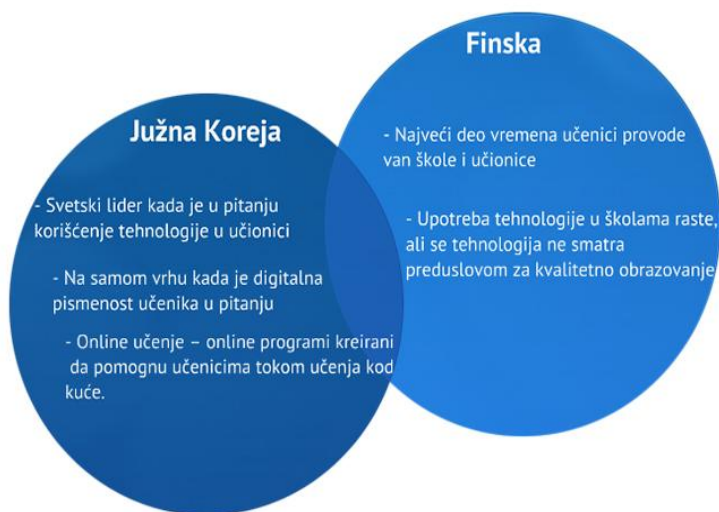 Finska
- Najveći deo vremena učenici provode
van škole i učionice
- Upotreba tehnologije u školama raste,
ali se tehnologija ne smatra
preduslovom za kvalitetno obrazovanje
Južna Koreja
- Svetski lider kada je u pitanju
korišćenje tehnologije u učionici
- Na samom vrhu kada je digitalna
pismenost učenika u pitanju
- Online učenje – online programi kreirani
da pomognu učenicima tokom učenja kod
kuće.